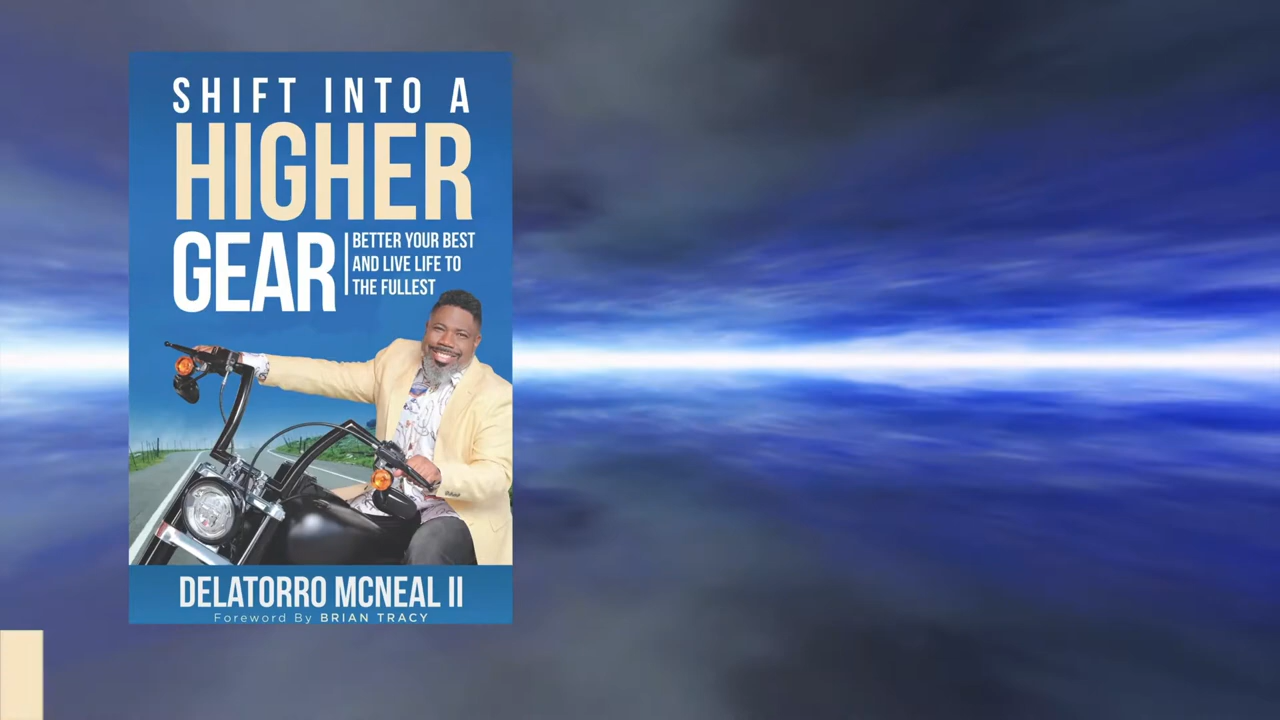 SHIFT INTO A
HIGHER
GEAR
BETTER YOUR BEST
AND LIVE LIFE TO
THE FULLEST
DELATORRO MCNEAL II
Foreword By BRIAN TRACY